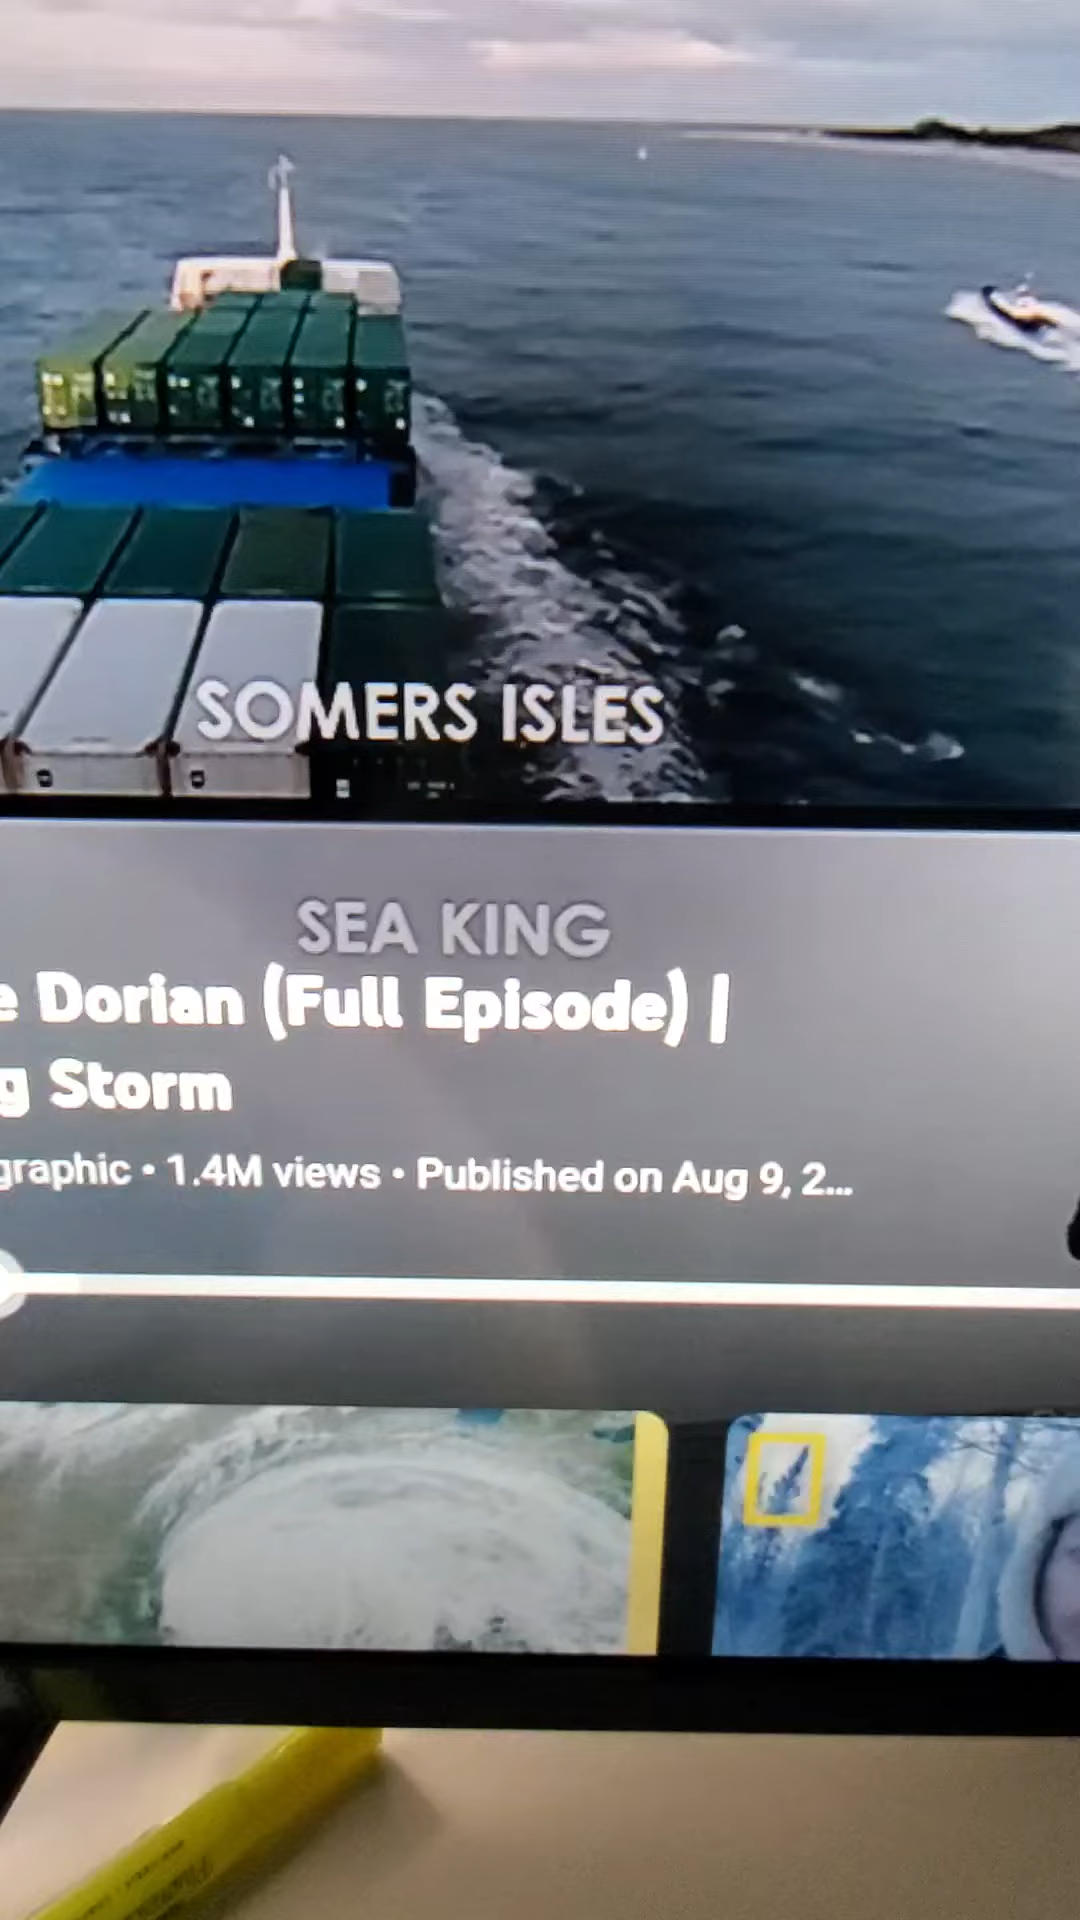 SOMERS ISLES
SEA KING
e Dorian (Full Episode) |
g Storm
graphic • 1.4M views • Published on Aug 9, 2...